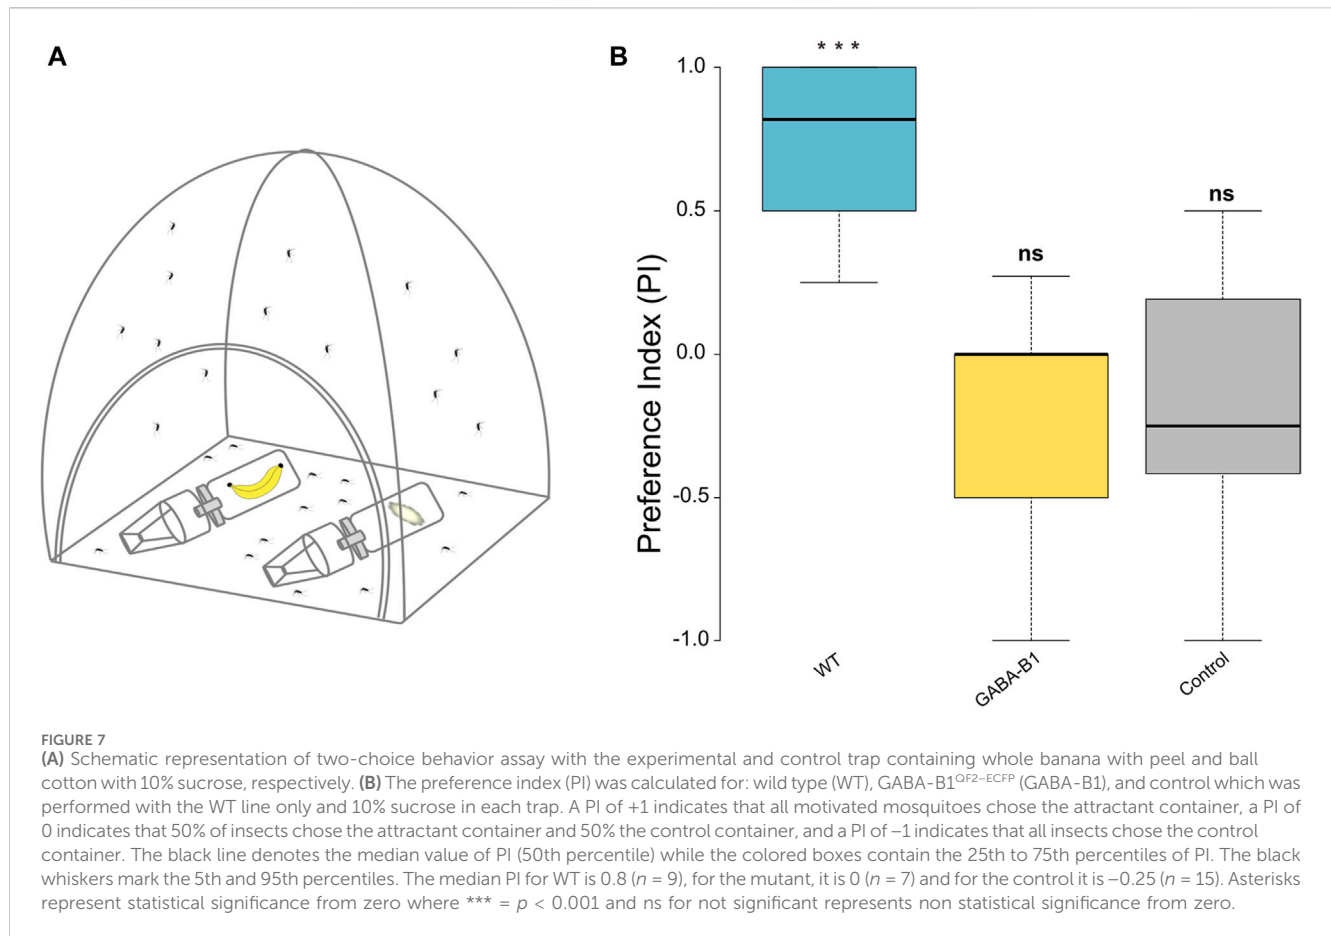 A
B
* * *
1.0
0.5
0.0
-0.5
-1.0
Preference Index (PI)
ns
ns
WT
GABA-B1
Control
FIGURE 7
(A) Schematic representation of two-choice behavior assay with the experimental and control trap containing whole banana with peel and ball
cotton with 10% sucrose, respectively. (B) The preference index (PI) was calculated for: wild type (WT), GABA-B1QF2−ECFP (GABA-B1), and control which was
performed with the WT line only and 10% sucrose in each trap. A PI of +1 indicates that all motivated mosquitoes chose the attractant container, a PI of
0 indicates that 50% of insects chose the attractant container and 50% the control container, and a PI of −1 indicates that all insects chose the control
container. The black line denotes the median value of PI (50th percentile) while the colored boxes contain the 25th to 75th percentiles of PI. The black
whiskers mark the 5th and 95th percentiles. The median PI for WT is 0.8 (n = 9), for the mutant, it is 0 (n = 7) and for the control it is −0.25 (n = 15). Asterisks
represent statistical significance from zero where *** = p < 0.001 and ns for not significant represents non statistical significance from zero.